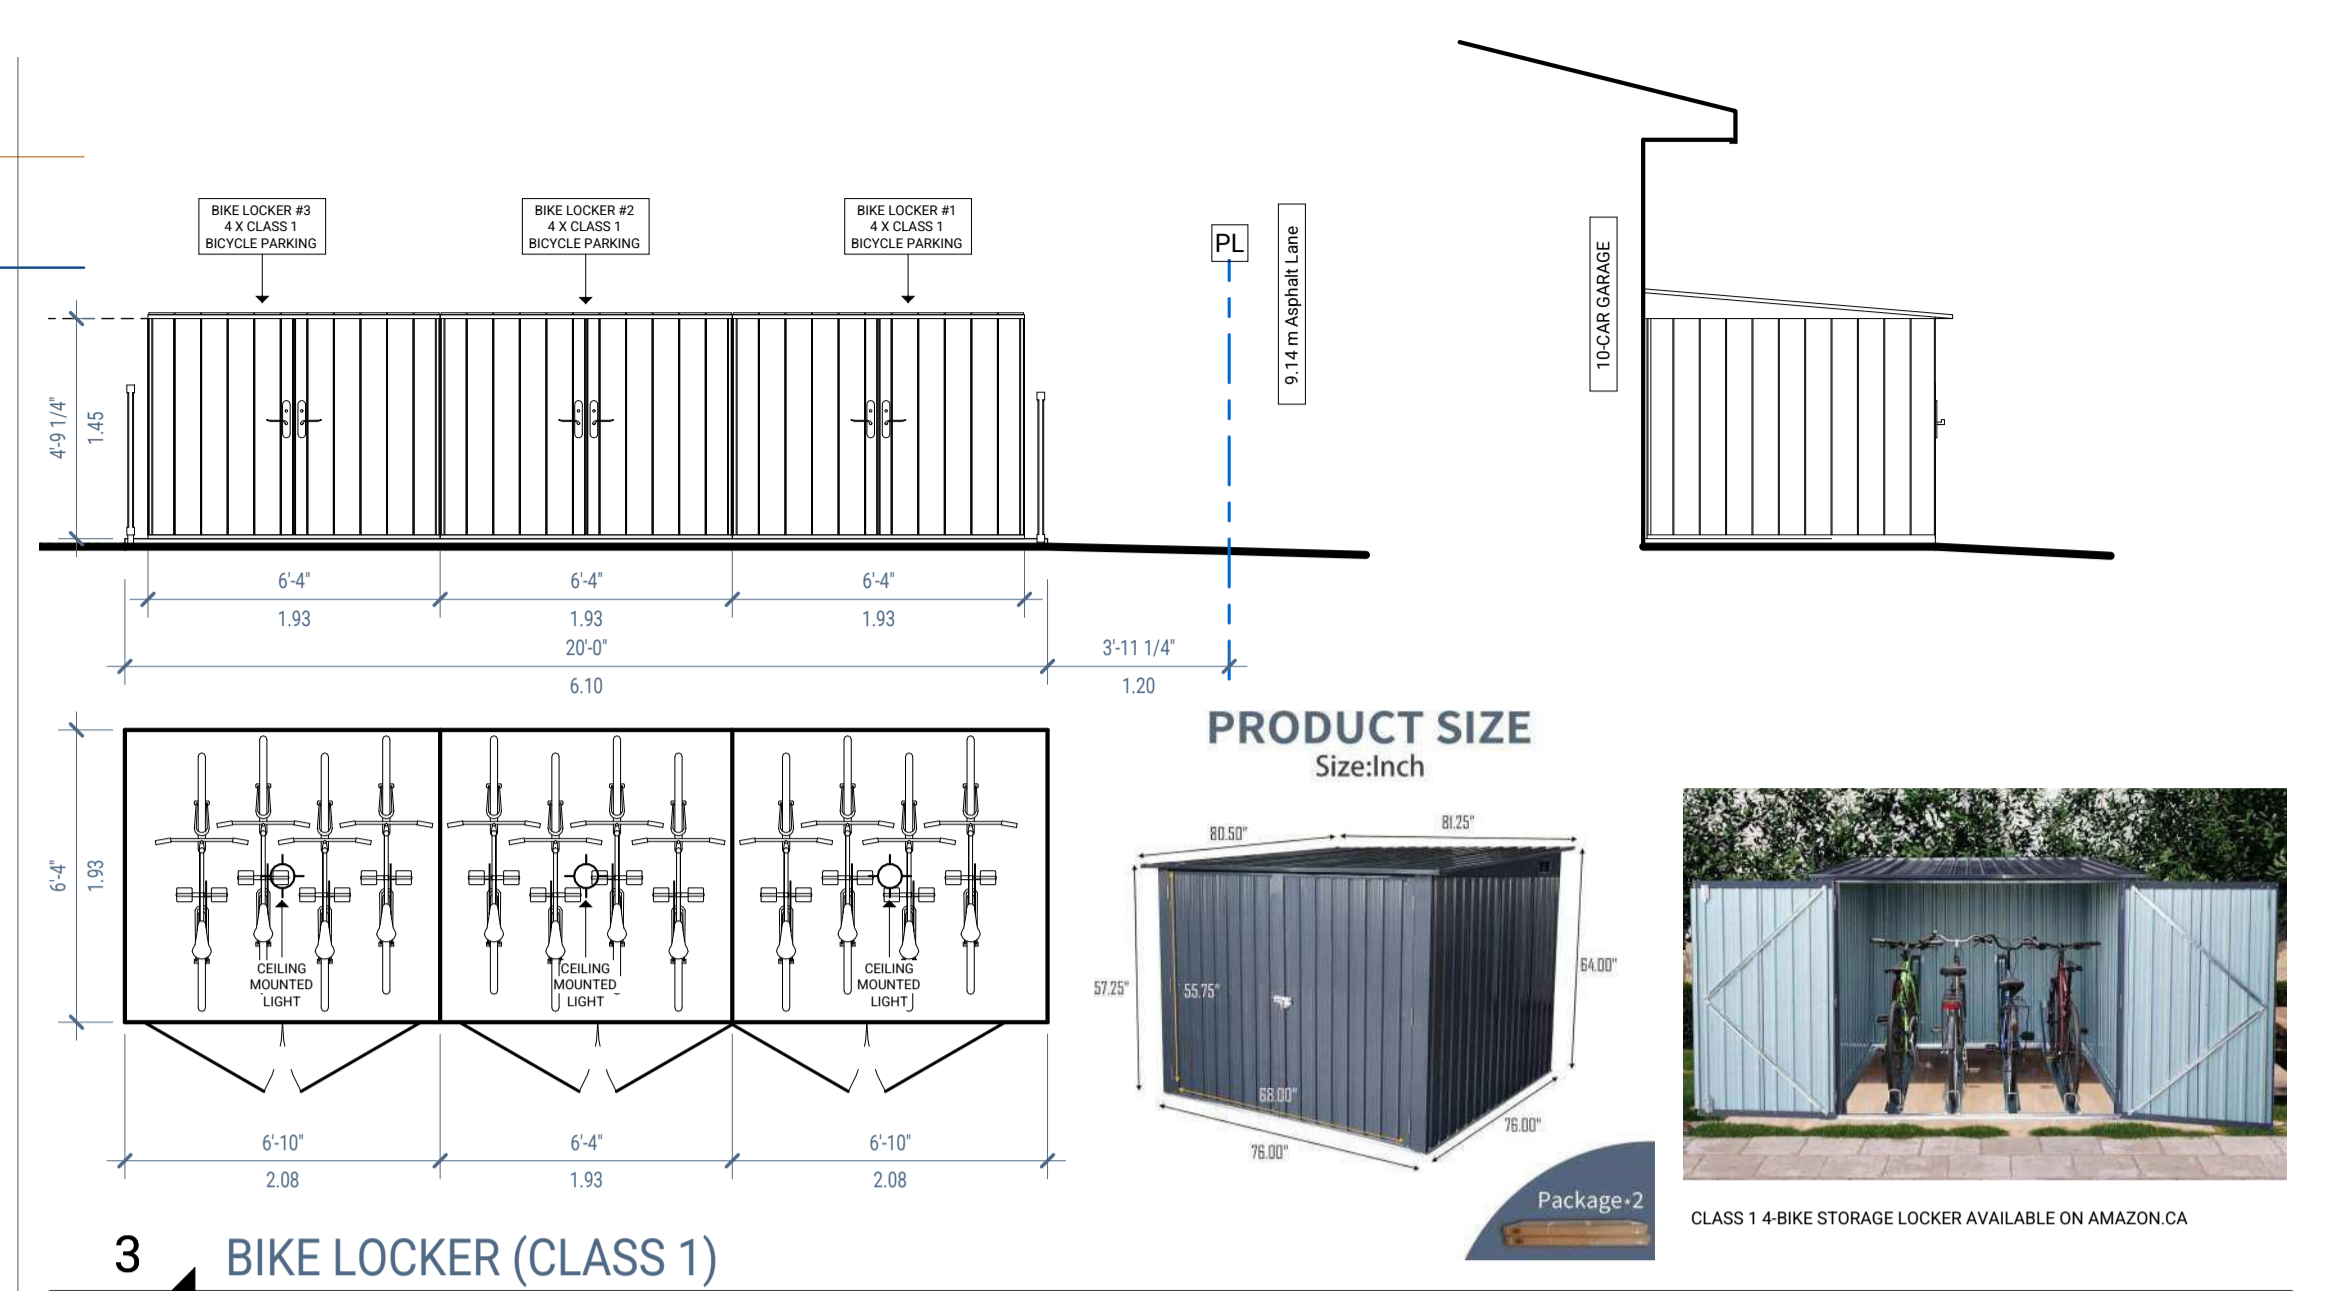 BIKE LOCKER #3
4 X CLASS 1
BICYCLE PARKING
BIKE LOCKER #2
4 X CLASS 1
BICYCLE PARKING
BIKE LOCKER #1
4 X CLASS 1
BICYCLE PARKING
PL
9.14 m Asphalt Lane
10-CAR GARAGE
4'-9 1/4"
1.45
6'-4"
6'-4"
6'-4"
1.93
1.93
1.93
20'-0"
3'-11 1/4"
6.10
1.20
6'-4"
1.93
CEILING
MOUNTED
LIGHT
CEILING
MOUNTED
LIGHT
CEILING
MOUNTED
LIGHT
6'-10"
6'-4"
6'-10"
2.08
1.93
2.08
PRODUCT SIZE
Size:Inch
80.50"
81.25"
57.25"
55.75"
64.00"
68.00"
76.00"
76.00"
Package*2
CLASS 1 4-BIKE STORAGE LOCKER AVAILABLE ON AMAZON.CA
3
BIKE LOCKER (CLASS 1)